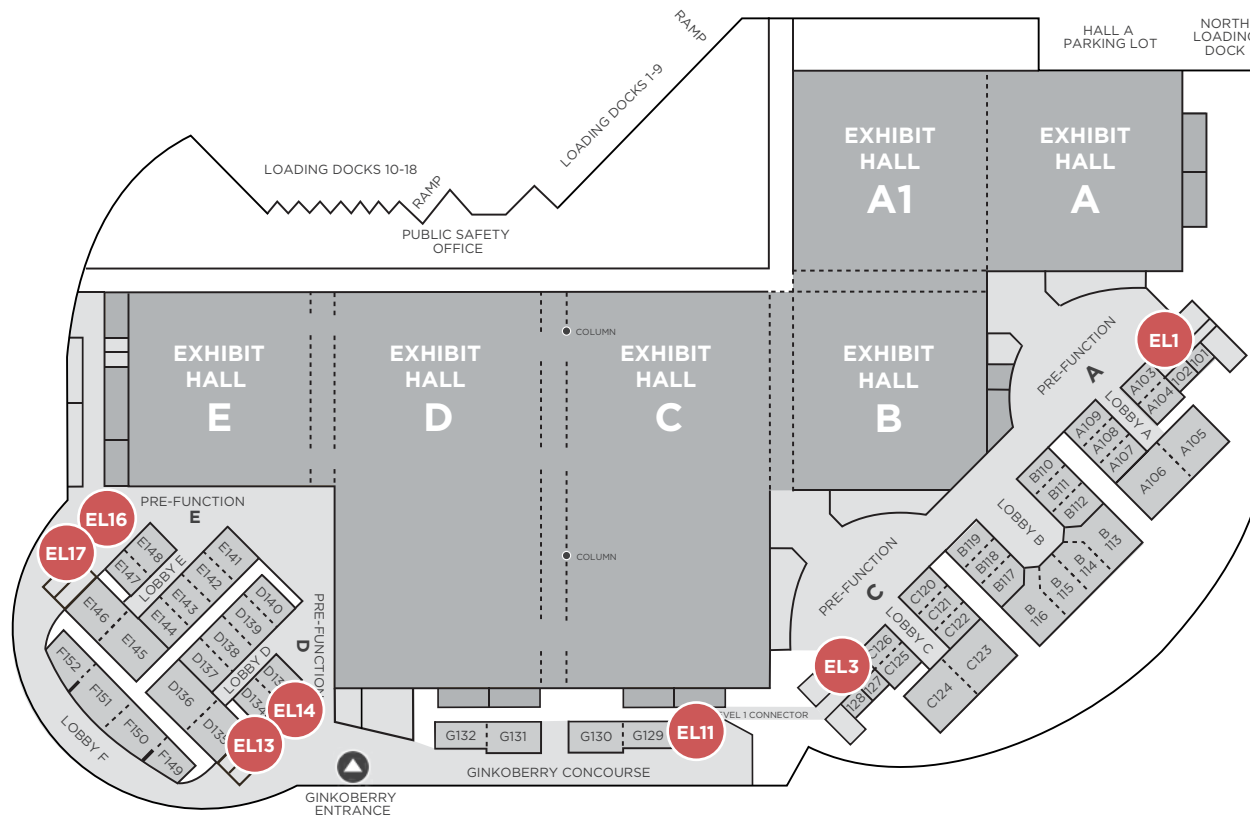 RAMP
HALL A
PARKING LOT
NORTH
LOADING
DOCK
LOADING DOCKS 1-9
LOADING DOCKS 10-18
RAMP
PUBLIC SAFETY
OFFICE
EXHIBIT
HALL
A1
EXHIBIT
HALL
A
EXHIBIT
HALL
E
EXHIBIT
HALL
D
EXHIBIT
HALL
C
EXHIBIT
HALL
B
COLUMN
COLUMN
PRE-FUNCTION
A
EL1
101
102
A103
A104
LOBBY A
A105
A106
A107
A108
A109
B110
B111
B112
LOBBY B
B
113
B
114
B
115
B
116
B117
B118
B119
PRE-FUNCTION
C
C120
C121
C122
LOBBY C
C123
C124
C125
C126
127
128
EL3
PRE-FUNCTION
E
EL16
EL17
E148
E147
LOBBY E
E141
E142
E143
E144
E146
E145
PRE-FUNCTION
D
D140
D139
D138
D137
LOBBY D
D136
EL14
EL13
F152
F151
F150
F149
LOBBY F
LEVEL 1 CONNECTOR
EL11
G132
G131
G130
G129
GINKOBERRY CONCOURSE
GINKOBERRY
ENTRANCE